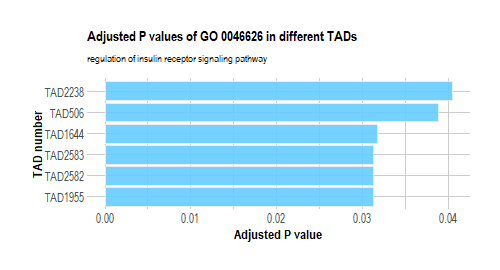 Adjusted P values of GO 0046626 in different TADs
regulation of insulin receptor signaling pathway
TAD number
TAD2238
TAD506
TAD1644
TAD2583
TAD2582
TAD1955
0.00 0.01 0.02 0.03 0.04
Adjusted P value